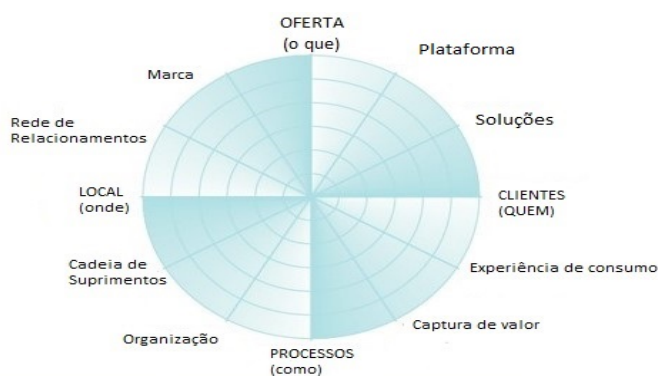 OFERTA
(o que)
Plataforma
Marca
Soluções
Rede de
Relacionamentos
LOCAL
(onde)
CLIENTES
(QUEM)
Cadeia de
Suprimentos
Experiência de consumo
Organização
Captura de valor
PROCESSOS
(como)